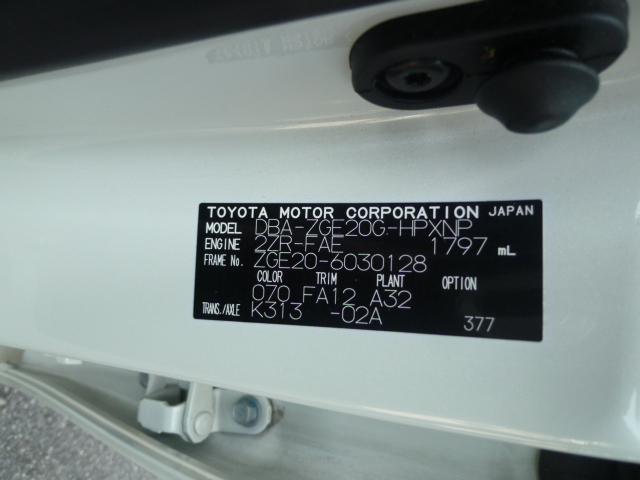 TOYOTA MOTOR CORPORATION JAPAN
MODEL DBA-ZGE20G-HPXNP
ENGINE 2ZR-FAE 1797 mL
FRAME No. ZGE20-6030128
COLOR TRIM PLANT OPTION
070 FA12 A32
TRANS./AXLE K313 -02A
377